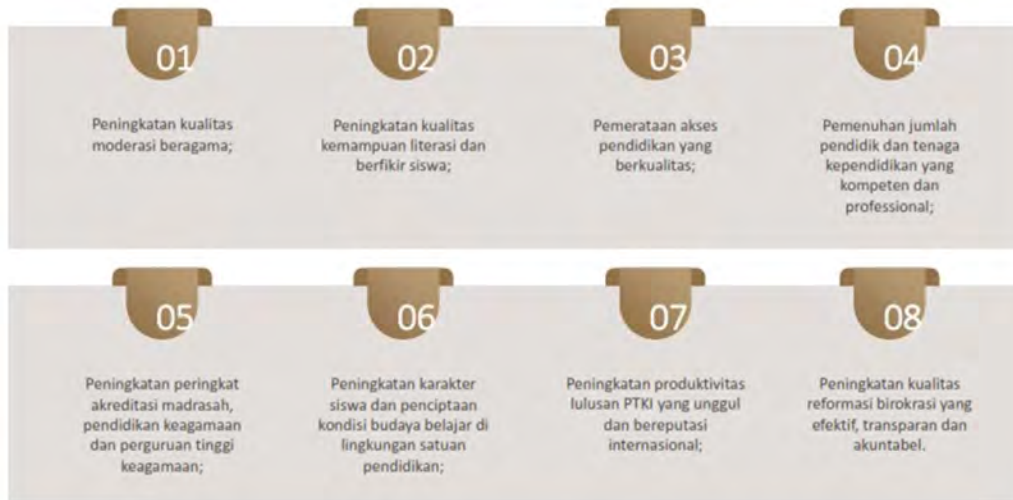 01
Peningkatan kualitas
moderasi beragama;
02
Peningkatan kualitas
kemampuan literasi dan
berfikir siswa;
03
Pemerataan akses
pendidikan yang
berkualitas;
04
Pemenuhan jumlah
pendidik dan tenaga
kependidikan yang
kompeten dan
professional;
05
Peningkatan peringkat
akreditasi madrasah,
pendidikan keagamaan
dan perguruan tinggi
keagamaan;
06
Peningkatan karakter
siswa dan penciptaan
kondisi budaya belajar di
lingkungan satuan
pendidikan;
07
Peningkatan produktivitas
lulusan PTKI yang unggul
dan bereputasi
internasional;
08
Peningkatan kualitas
reformasi birokrasi yang
efektif, transparan dan
akuntabel.